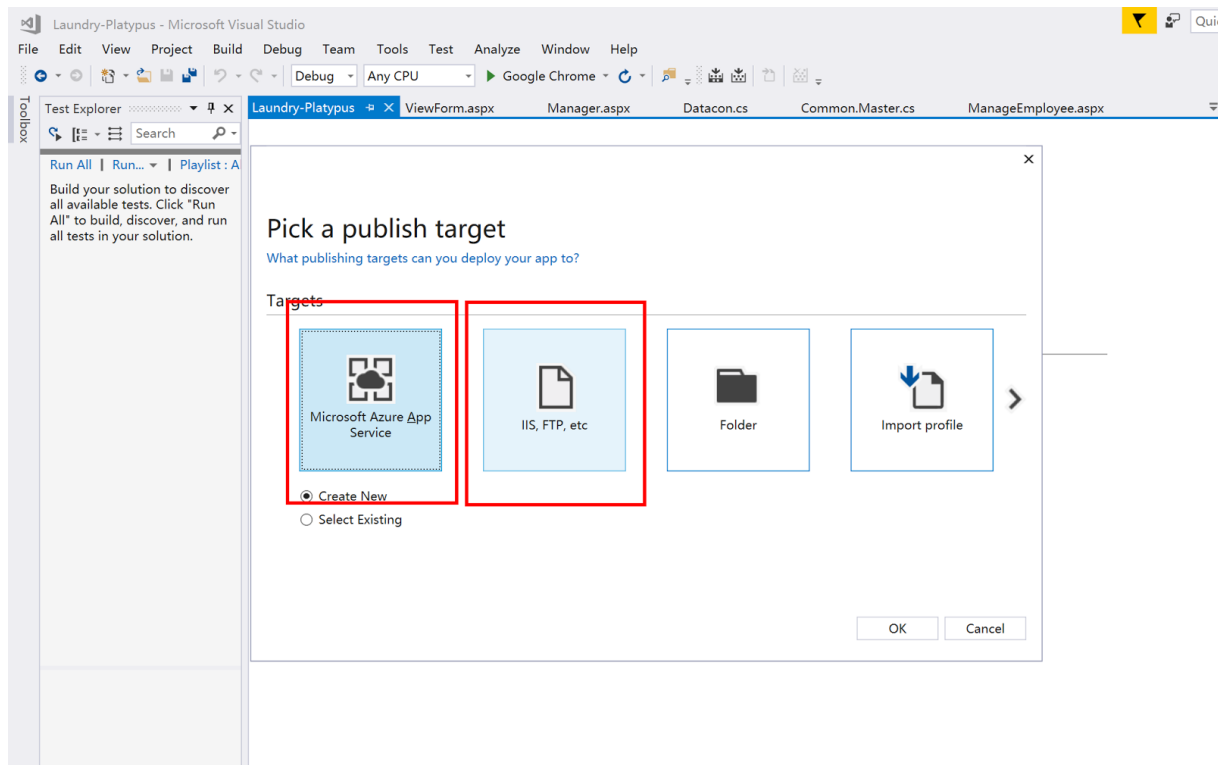 Laundry-Platypus - Microsoft Visual Studio
Qui
File Edit View Project Build Debug Team Tools Test Analyze Window Help
Debug Any CPU Google Chrome
Toolbox
Test Explorer
Laundry-Platypus ViewForm.aspx Manager.aspx Datacon.cs Common.Master.cs ManageEmployee.aspx
Search
Run All | Run... | Playlist : A
Build your solution to discover
all available tests. Click "Run
All" to build, discover, and run
all tests in your solution.
Pick a publish target
What publishing targets can you deploy your app to?
Targets
Microsoft Azure App
Service
IIS, FTP, etc
Folder
Import profile
Create New
Select Existing
OK Cancel